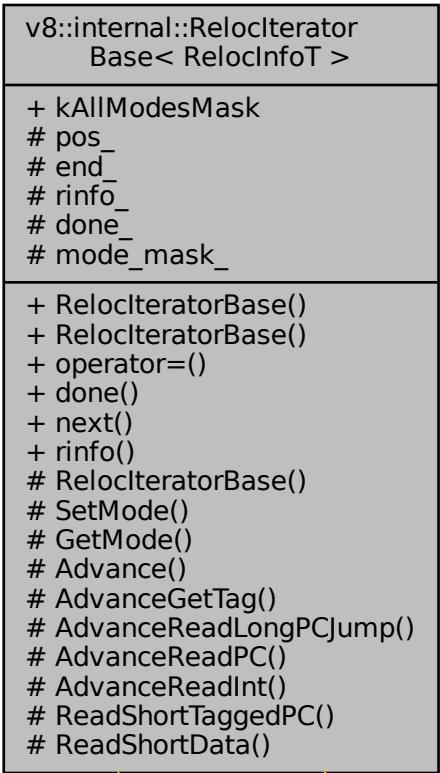 v8::internal::RelocIterator
Base< RelocInfoT >
+ kAllModesMask
# pos_
# end_
# rinfo_
# done_
# mode_mask_
+ RelocIteratorBase()
+ RelocIteratorBase()
+ operator=()
+ done()
+ next()
+ rinfo()
# RelocIteratorBase()
# SetMode()
# GetMode()
# Advance()
# AdvanceGetTag()
# AdvanceReadLongPCJump()
# AdvanceReadPC()
# AdvanceReadInt()
# ReadShortTaggedPC()
# ReadShortData()